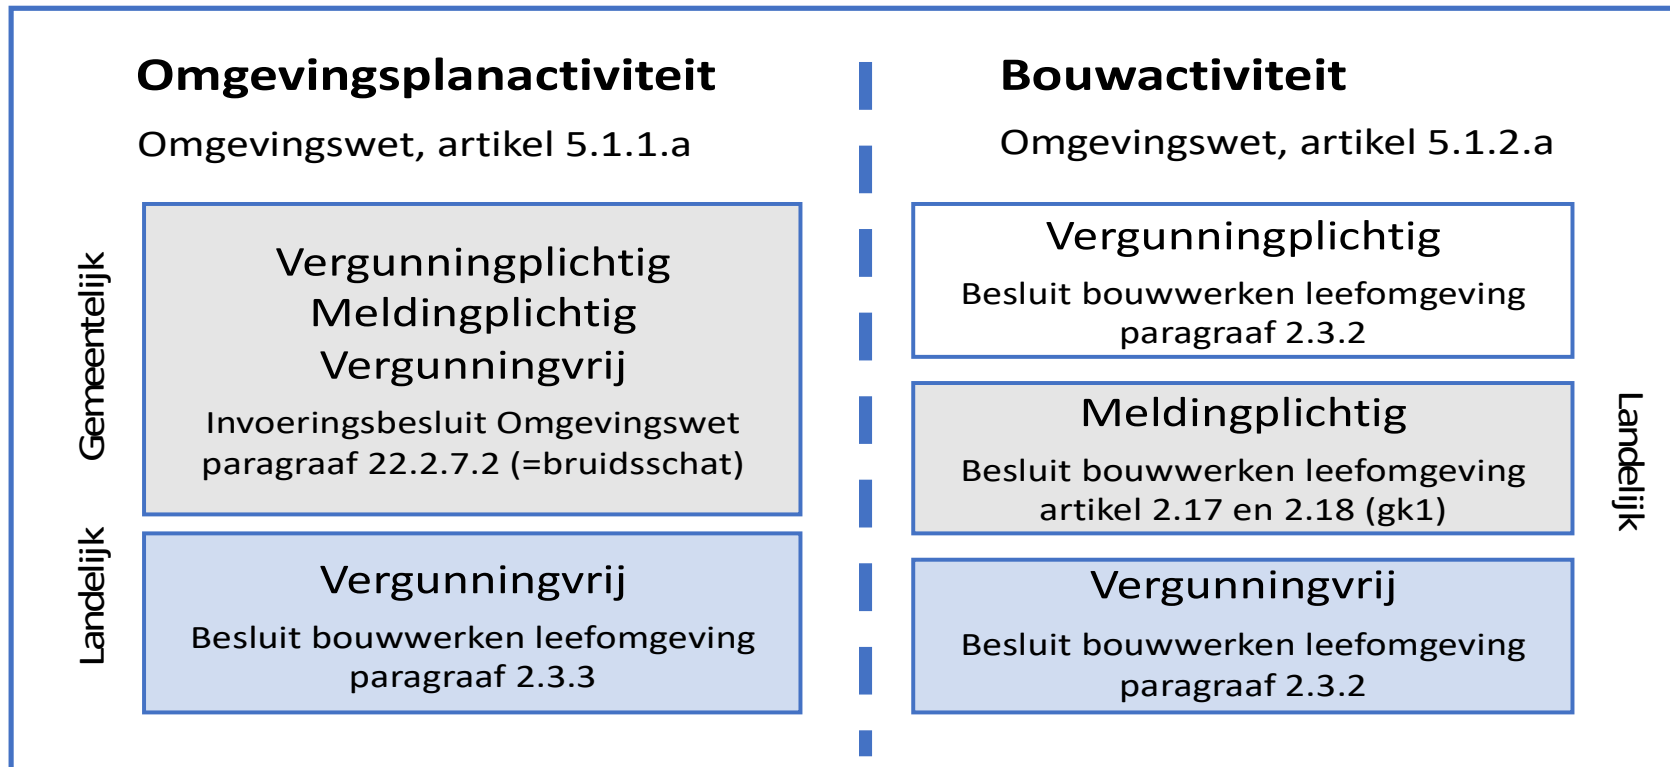 Omgevingsplanactiviteit
Omgevingswet, artikel 5.1.1.a
Gemeentelijk
Vergunningplichtig
Meldingplichtig
Vergunningvrij
Invoeringsbesluit Omgevingswet
paragraaf 22.2.7.2 (=bruidsschat)
Landelijk
Vergunningvrij
Besluit bouwwerken leefomgeving
paragraaf 2.3.3
Bouwactiviteit
Omgevingswet, artikel 5.1.2.a
Vergunningplichtig
Besluit bouwwerken leefomgeving
paragraaf 2.3.2
Meldingplichtig
Besluit bouwwerken leefomgeving
artikel 2.17 en 2.18 (gk1)
Vergunningvrij
Besluit bouwwerken leefomgeving
paragraaf 2.3.2
Landelijk